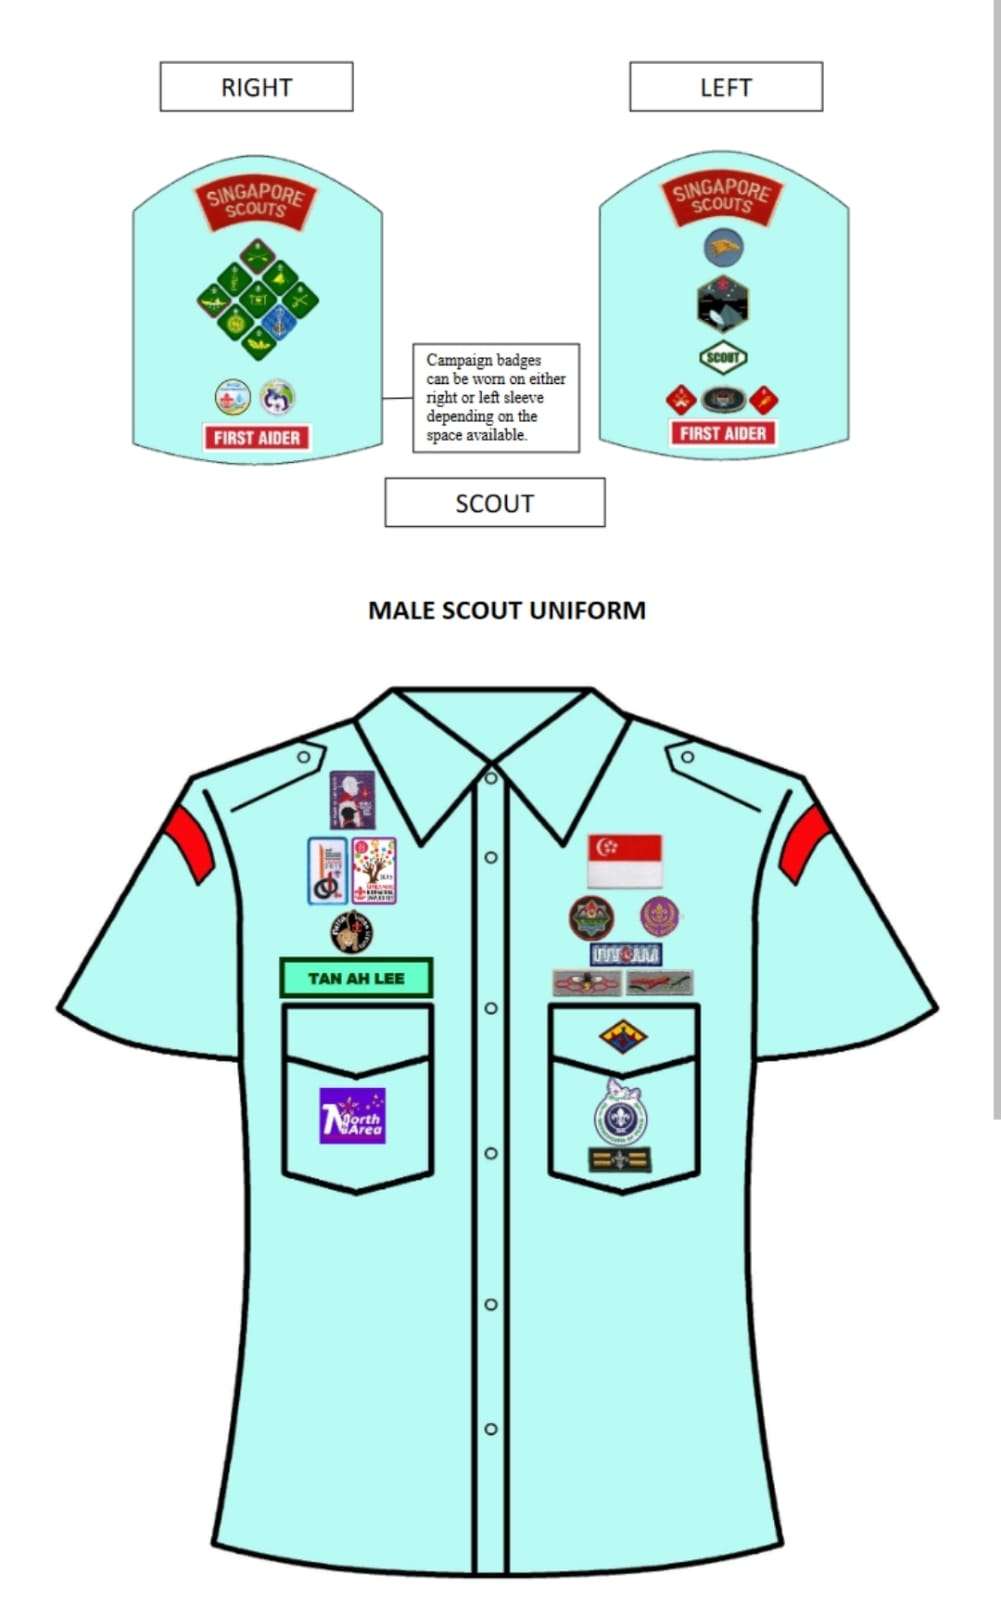 RIGHT
LEFT
SINGAPORE
SCOUTS
SINGAPORE
SCOUTS
SCOUT
FIRST AIDER
FIRST AIDER
Campaign badges
can be worn on either
right or left sleeve
depending on the
space available.
SCOUT
MALE SCOUT UNIFORM
TAN AH LEE
North
Area